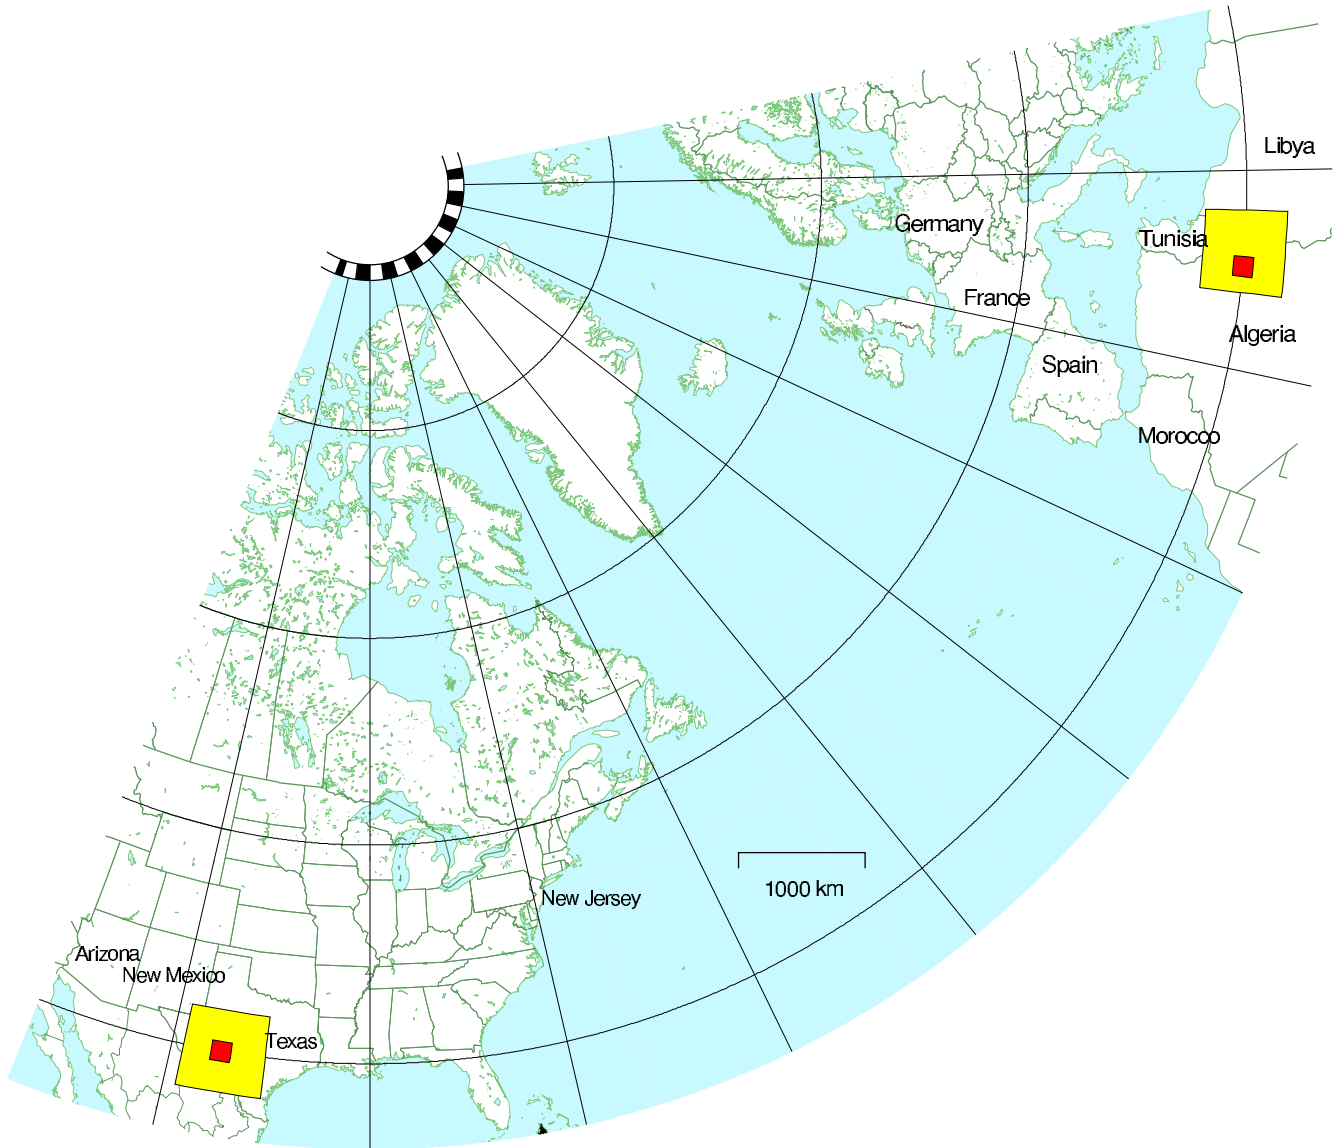 Libya
Germany
Tunisia
France
Algeria
Spain
Morocco
1000 km
New Jersey
Arizona
New Mexico
Texas